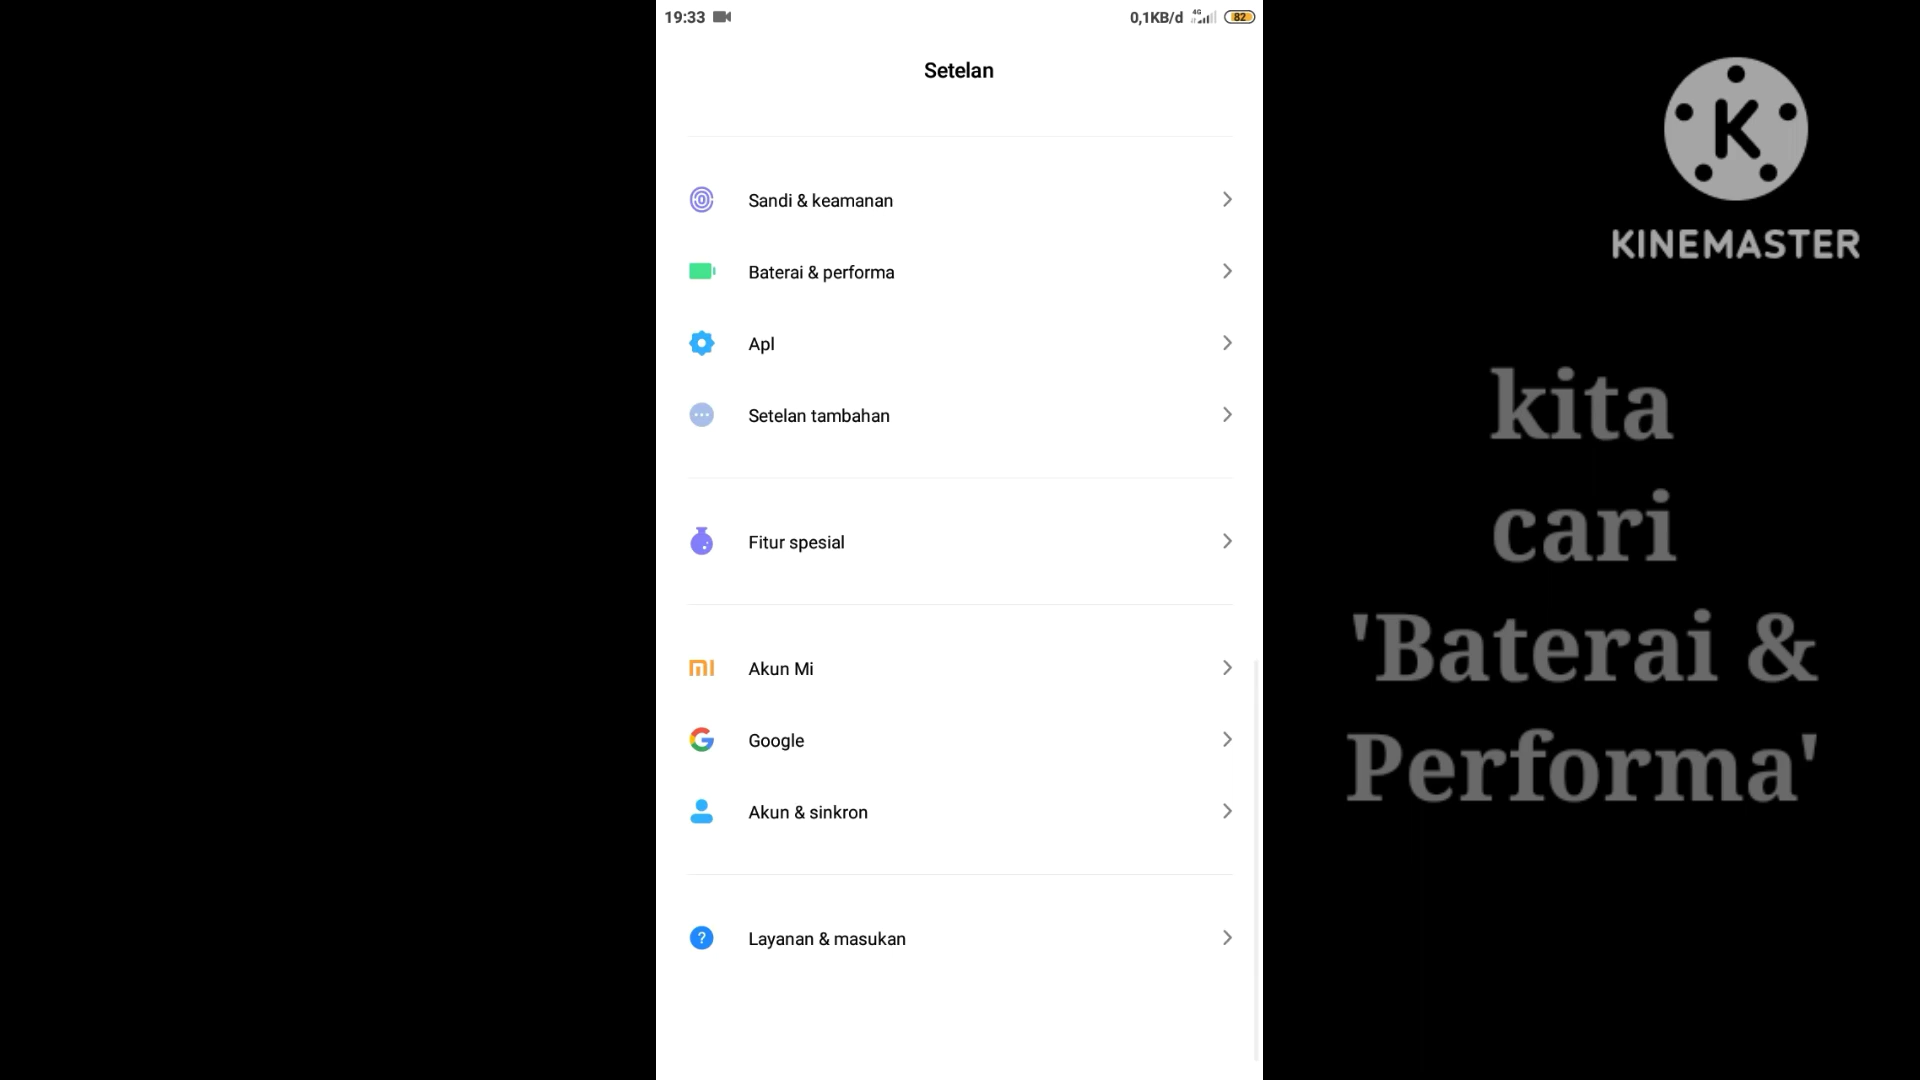 19:33
0,1KB/d 4G 82
Setelan
Sandi & keamanan
Baterai & performa
Apl
Setelan tambahan
Fitur spesial
Akun Mi
Google
Akun & sinkron
Layanan & masukan
K
KINEMASTER
kita
cari
'Baterai &
Performa'